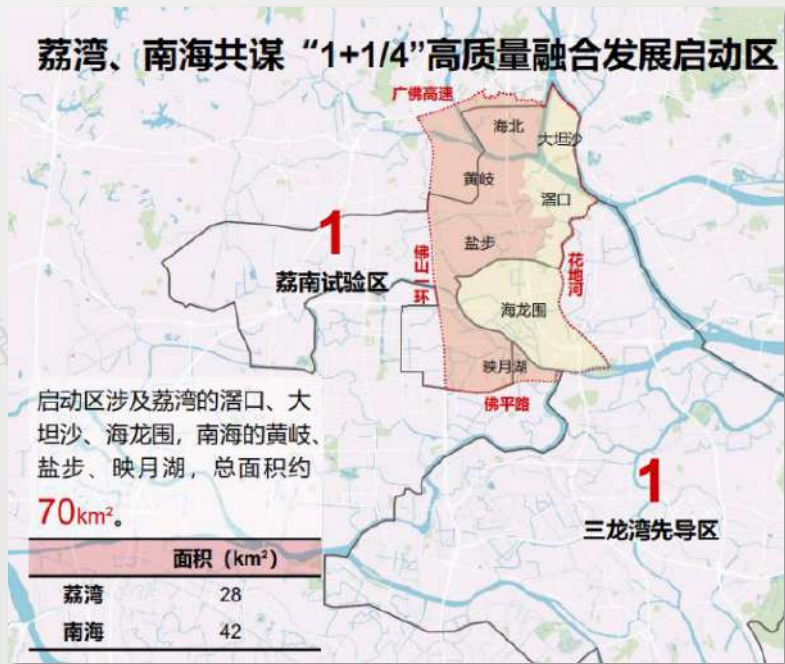 荔湾、南海共谋“1+1/4”高质量融合发展启动区
广佛高速
海北
大坦沙
黄岐
滘口
1
荔南试验区
盐步
佛山一环
花地河
海龙围
映月湖
佛平路
启动区涉及荔湾的滘口、大
坦沙、海龙围，南海的黄岐、
盐步、映月湖，总面积约
70km²。
1
三龙湾先导区
面积（km²）
荔湾 28
南海 42